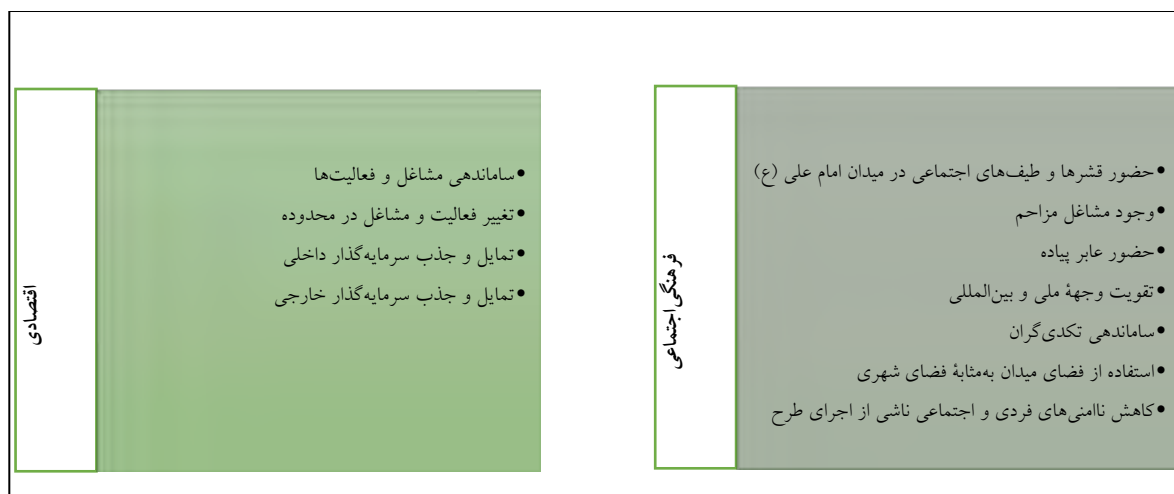 فرهنگی‌اجتماعی
•حضور قشرها و طیف‌های اجتماعی در میدان امام علی (ع)
•وجود مشاغل مزاحم
•حضور عابر پیاده
•تقویت وجههٔ ملی و بین‌المللی
•ساماندهی تکدی‌گران
•استفاده از فضای میدان به‌مثابهٔ فضای شهری
•کاهش ناامنی‌های فردی و اجتماعی ناشی از اجرای طرح
اقتصادی
•ساماندهی مشاغل و فعالیت‌ها
•تغییر فعالیت و مشاغل در محدوده
•تمایل و جذب سرمایه‌گذار داخلی
•تمایل و جذب سرمایه‌گذار خارجی